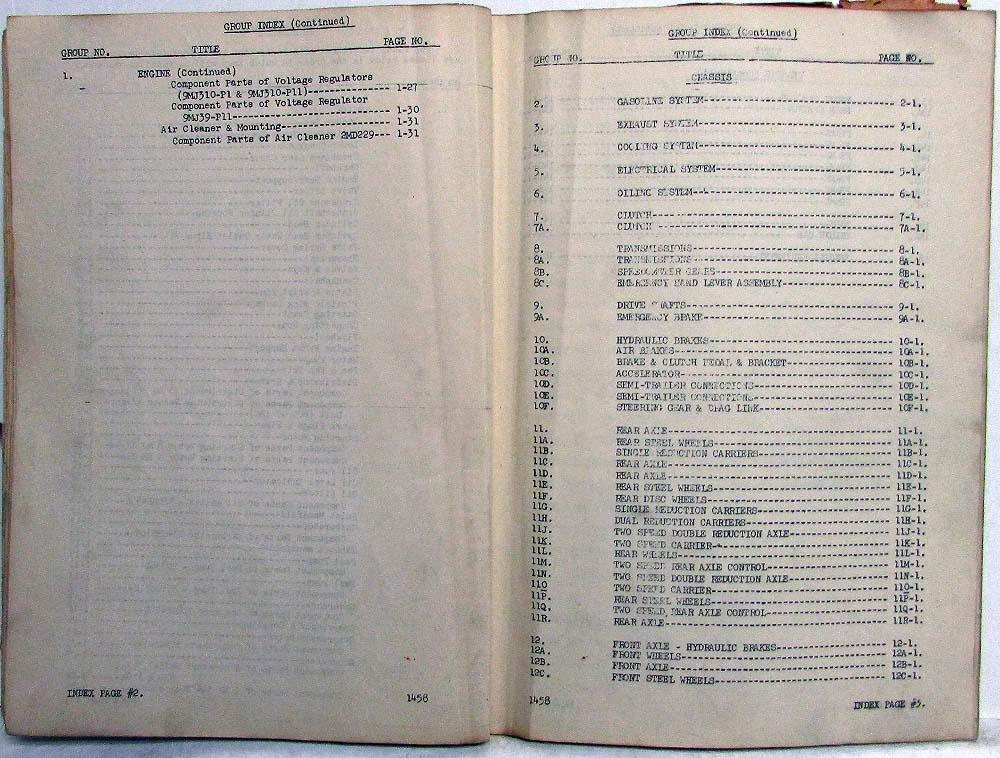 GROUP INDEX (Continued)
GROUP NO. TITLE PAGE NO.
1. ENGINE (Continued)
Component Parts of Voltage Regulators
(9MJ310-P1 & 9MJ310-P11)-------------- 1-27
Component Parts of Voltage Regulator
9MJ39-P11----------------------------- 1-30
Air Cleaner & Mounting-------------------- 1-31
Component Parts of Air Cleaner 2MD229--- 1-31
INDEX PAGE #2. 1458
GROUP INDEX (Continued)
GROUP NO. TITLE PAGE NO.
CHASSIS
2. GASOLINE SYSTEM---------------------------------- 2-1.
3. EXHAUST SYSTEM---------------------------------- 3-1.
4. COOLING SYSTEM---------------------------------- 4-1.
5. ELECTRICAL SYSTEM------------------------------- 5-1.
6. OILING SYSTEM----------------------------------- 6-1.
7. CLUTCH------------------------------------------ 7-1.
7A. CLUTCH ----------------------------------------- 7A-1.
8. TRANSMISSIONS----------------------------------- 8-1.
8A. TRANSMISSIONS----------------------------------- 8A-1.
8B. SPEEDOMETER GEARS------------------------------- 8B-1.
8C. EMERGENCY HAND LEVER ASSEMBLY------------------- 8C-1.
9. DRIVE SHAFTS------------------------------------ 9-1.
9A. EMERGENCY BRAKE--------------------------------- 9A-1.
10. HYDRAULIC BRAKES-------------------------------- 10-1.
10A. AIR BRAKES-------------------------------------- 10A-1.
10B. BRAKE & CLUTCH PEDAL & BRACKET------------------ 10B-1.
10C. ACCELERATOR------------------------------------- 10C-1.
10D. SEMI-TRAILER CONNECTIONS------------------------ 10D-1.
10E. SEMI-TRAILER CONNECTIONS------------------------ 10E-1.
10F. STEERING GEAR & DRAG LINK----------------------- 10F-1.
11. REAR AXLE--------------------------------------- 11-1.
11A. REAR STEEL WHEELS------------------------------- 11A-1.
11B. SINGLE REDUCTION CARRIERS----------------------- 11B-1.
11C. REAR AXLE--------------------------------------- 11C-1.
11D. REAR AXLE--------------------------------------- 11D-1.
11E. REAR STEEL WHEELS------------------------------- 11E-1.
11F. REAR DISC WHEELS-------------------------------- 11F-1.
11G. SINGLE REDUCTION CARRIERS----------------------- 11G-1.
11H. DUAL REDUCTION CARRIERS------------------------- 11H-1.
11J. TWO SPEED DOUBLE REDUCTION AXLE----------------- 11J-1.
11K. TWO SPEED CARRIER------------------------------- 11K-1.
11L. REAR WHEELS------------------------------------- 11L-1.
11M. TWO SPEED REAR AXLE CONTROL--------------------- 11M-1.
11N. TWO SPEED DOUBLE REDUCTION AXLE----------------- 11N-1.
11O TWO SPEED CARRIER------------------------------- 11O-1.
11P. REAR STEEL WHEELS------------------------------- 11P-1.
11Q. TWO SPEED REAR AXLE CONTROL--------------------- 11Q-1.
11R. REAR AXLE--------------------------------------- 11R-1.
12. FRONT AXLE - HYDRAULIC BRAKES------------------- 12-1.
12A. FRONT WHEELS------------------------------------ 12A-1.
12B. FRONT AXLE-------------------------------------- 12B-1.
12C. FRONT STEEL WHEELS------------------------------ 12C-1.
1458 INDEX PAGE #3.